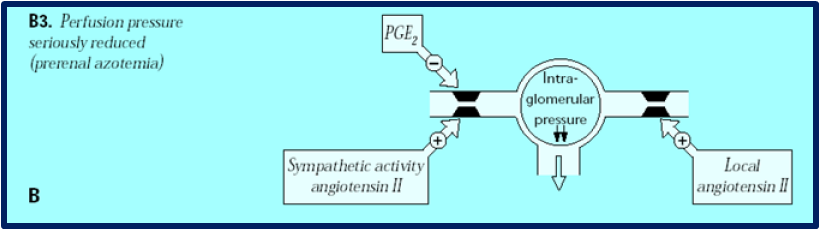 B3. Perfusion pressure
seriously reduced
(prerenal azotemia)
PGE2
−
Intra-
glomerular
pressure
+
+
Sympathetic activity
angiotensin II
Local
angiotensin II
B